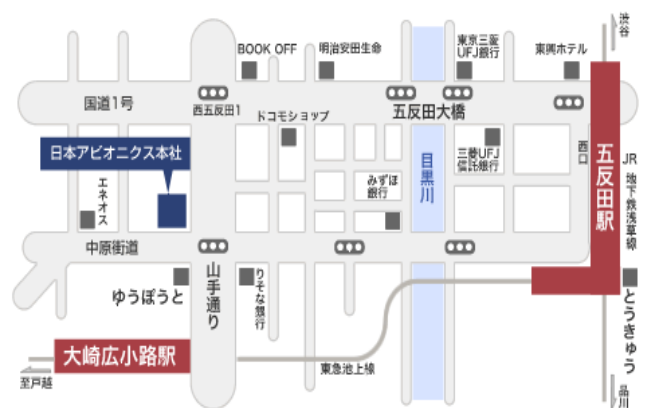 渋谷
BOOK OFF
明治安田生命
東京三菱
UFJ銀行
東興ホテル
国道1号
西五反田1
ドコモショップ
五反田大橋
日本アビオニクス本社
エネオス
みずほ
銀行
目黒川
三菱UFJ
信託銀行
西口
五反田駅
JR
地下鉄浅草線
中原街道
ゆうぽうと
山手通り
りそな銀行
とうきゅう
大崎広小路駅
東急池上線
至戸越
品川